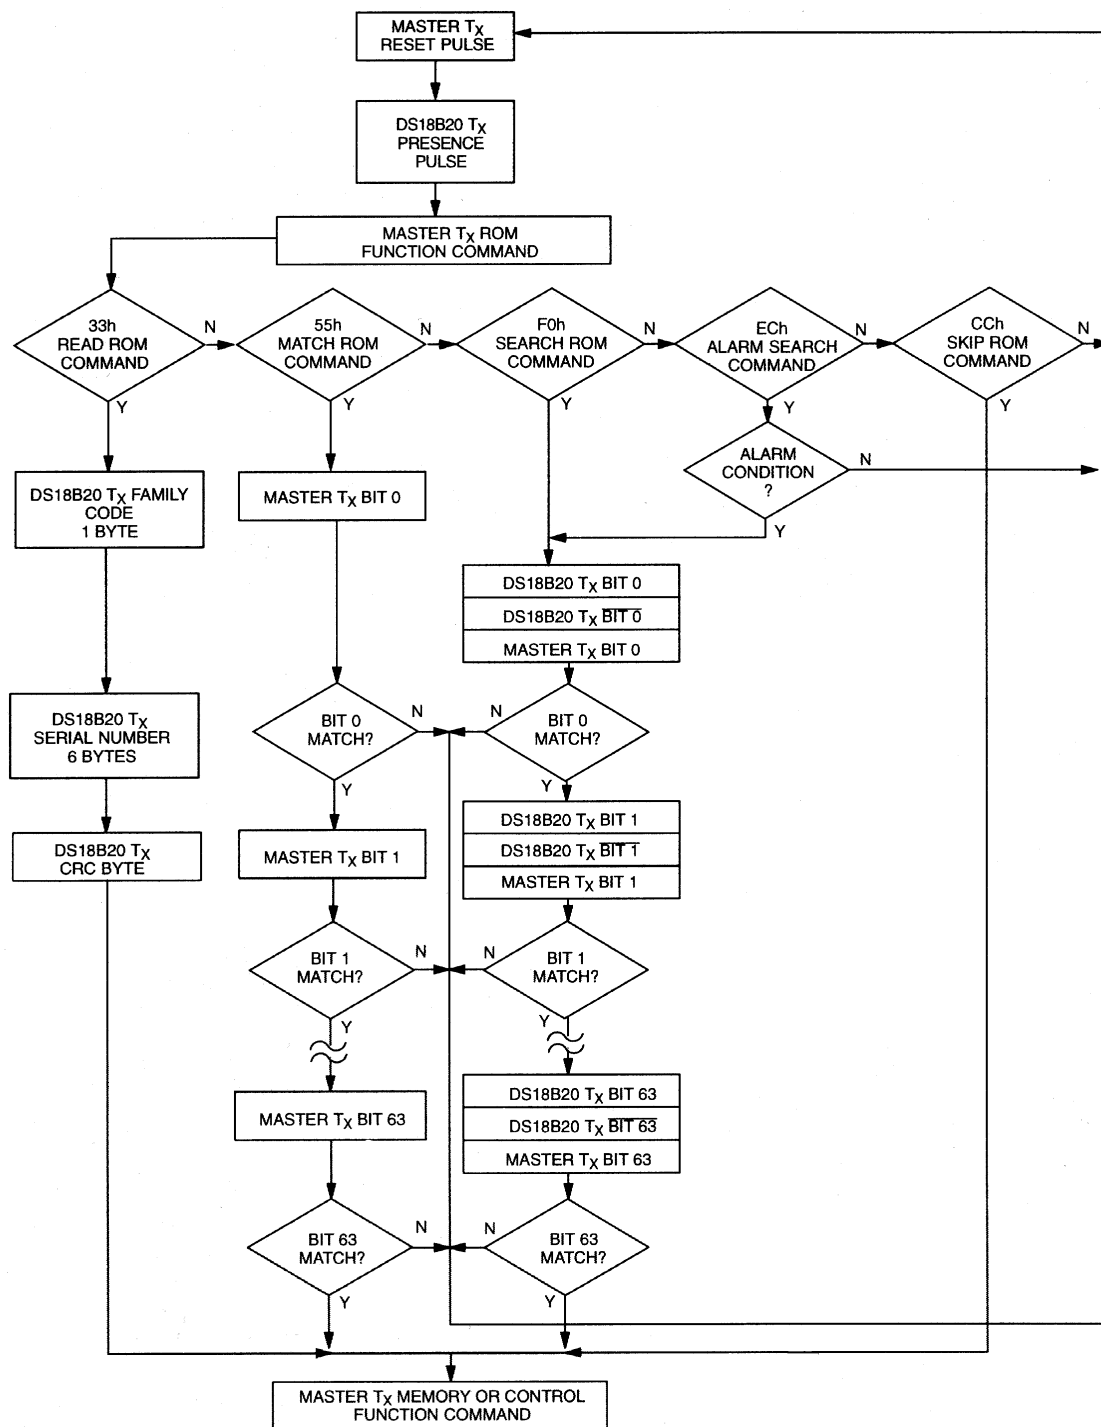 MASTER TX
RESET PULSE
DS18B20 TX
PRESENCE
PULSE
MASTER TX ROM
FUNCTION COMMAND
33h
READ ROM
COMMAND
N
Y
55h
MATCH ROM
COMMAND
N
Y
F0h
SEARCH ROM
COMMAND
N
Y
ECh
ALARM SEARCH
COMMAND
N
Y
CCh
SKIP ROM
COMMAND
N
Y
ALARM
CONDITION
?
N
Y
DS18B20 TX FAMILY
CODE
1 BYTE
DS18B20 TX
SERIAL NUMBER
6 BYTES
DS18B20 TX
CRC BYTE
MASTER TX BIT 0
BIT 0
MATCH?
N
Y
MASTER TX BIT 1
BIT 1
MATCH?
N
Y
MASTER TX BIT 63
BIT 63
MATCH?
N
Y
DS18B20 TX BIT 0
DS18B20 TX B̅I̅T̅ ̅0̅
MASTER TX BIT 0
BIT 0
MATCH?
N
Y
DS18B20 TX BIT 1
DS18B20 TX B̅I̅T̅ ̅1̅
MASTER TX BIT 1
BIT 1
MATCH?
N
Y
DS18B20 TX BIT 63
DS18B20 TX B̅I̅T̅ ̅6̅3̅
MASTER TX BIT 63
BIT 63
MATCH?
N
Y
MASTER TX MEMORY OR CONTROL
FUNCTION COMMAND